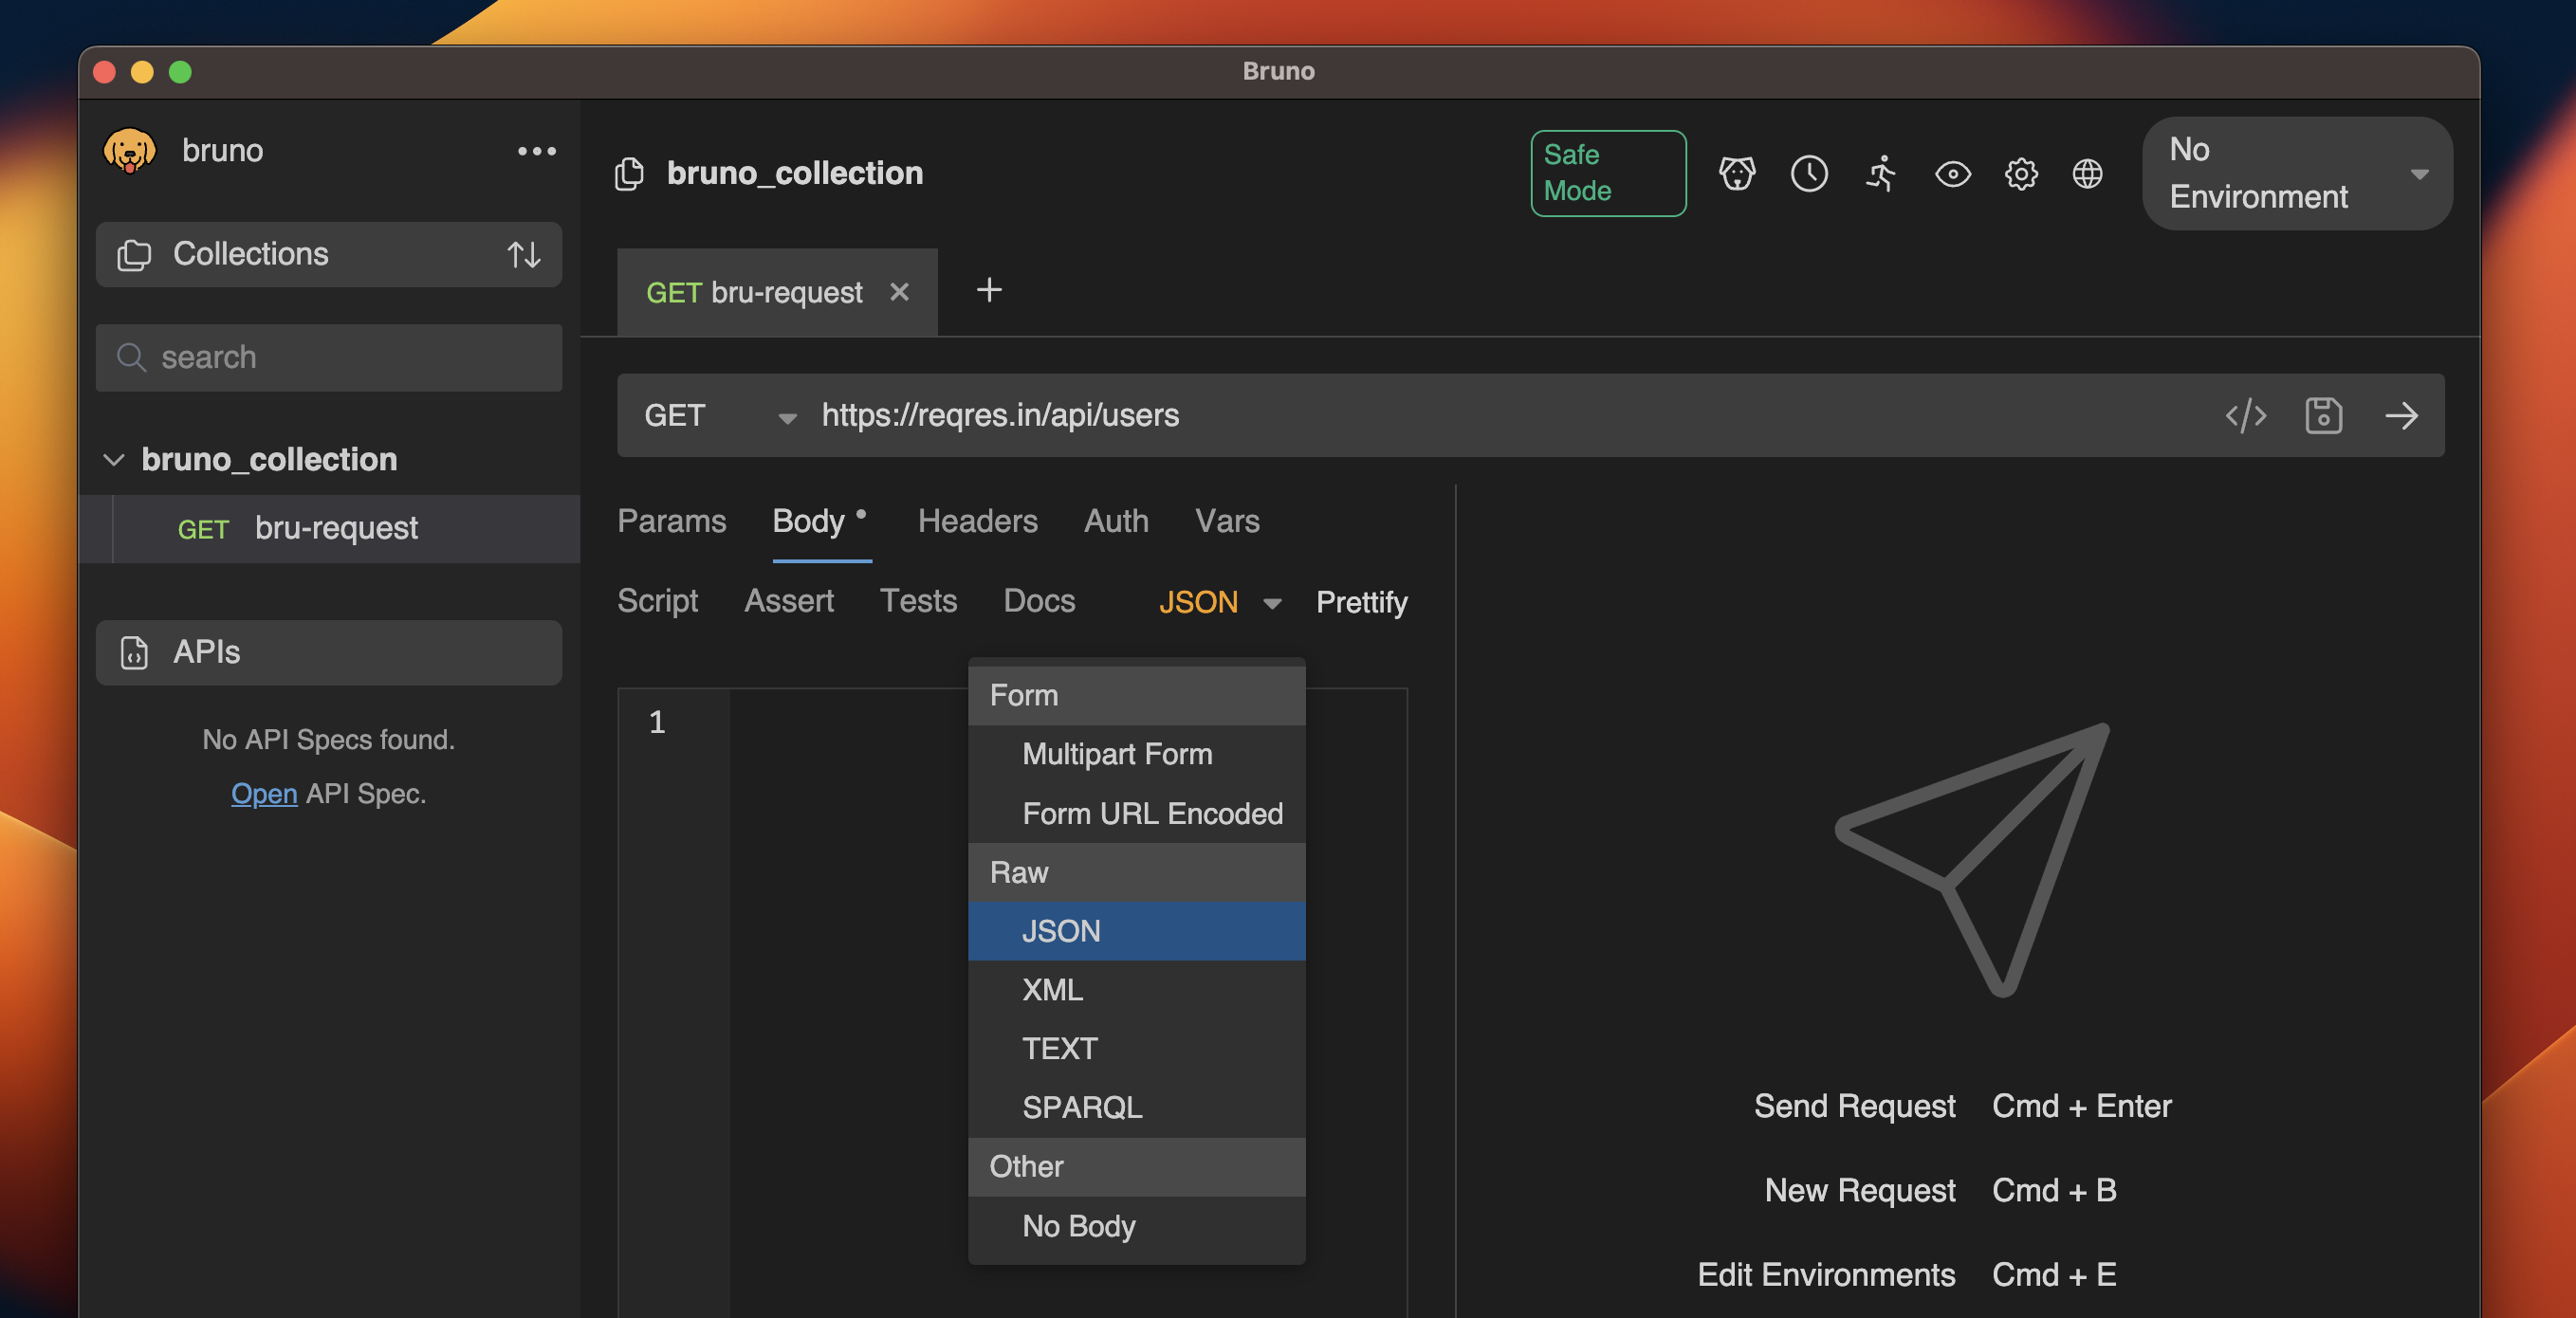 Bruno
bruno
Collections
search
bruno_collection
GET bru-request
APIs
No API Specs found.
Open API Spec.
bruno_collection
Safe
Mode
No
Environment
GET bru-request
GET https://reqres.in/api/users
Params Body Headers Auth Vars
Script Assert Tests Docs JSON Prettify
1
Form
Multipart Form
Form URL Encoded
Raw
JSON
XML
TEXT
SPARQL
Other
No Body
Send Request Cmd + Enter
New Request Cmd + B
Edit Environments Cmd + E